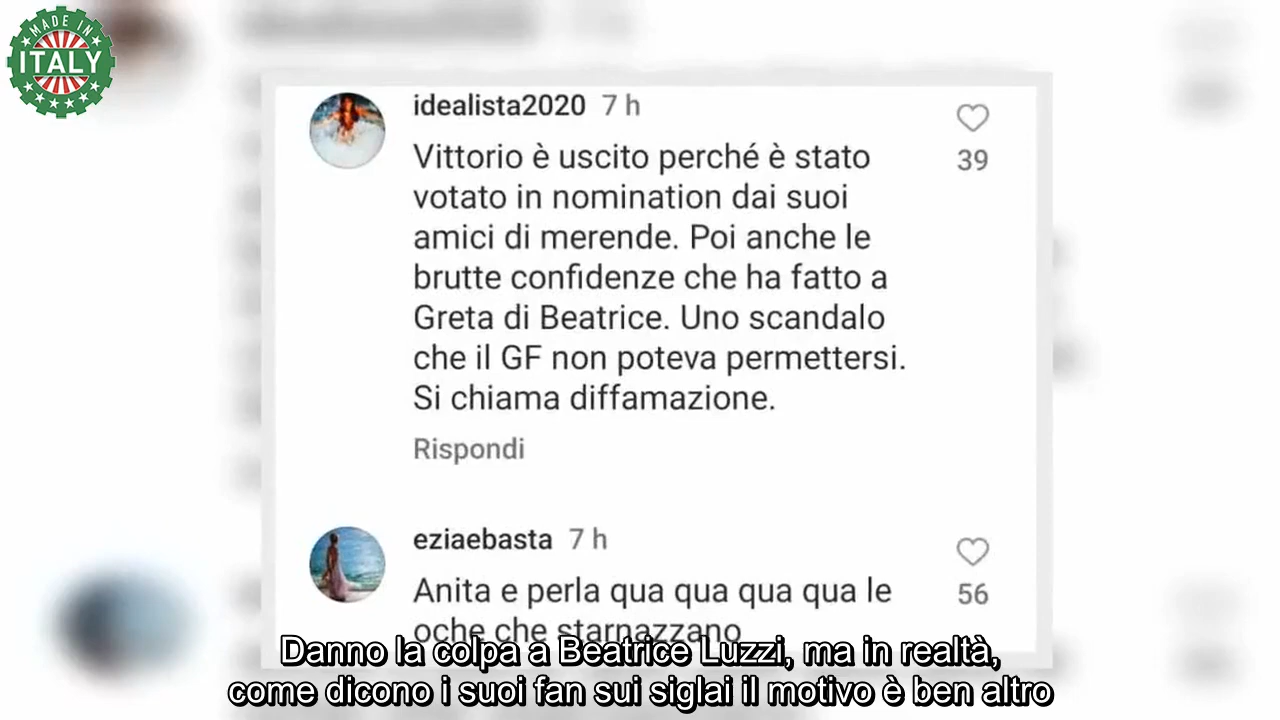 MADE IN
ITALY
idealista2020 7 h
Vittorio è uscito perché è stato
39
votato in nomination dai suoi
amici di merende. Poi anche le
brutte confidenze che ha fatto a
Greta di Beatrice. Uno scandalo
che il GF non poteva permettersi.
Si chiama diffamazione.
Rispondi
eziaebasta 7 h
Anita e perla qua qua qua qua le
56
oche che starnazzano
Danno la colpa a Beatrice Luzzi, ma in realtà,
come dicono i suoi fan sui siglai il motivo è ben altro